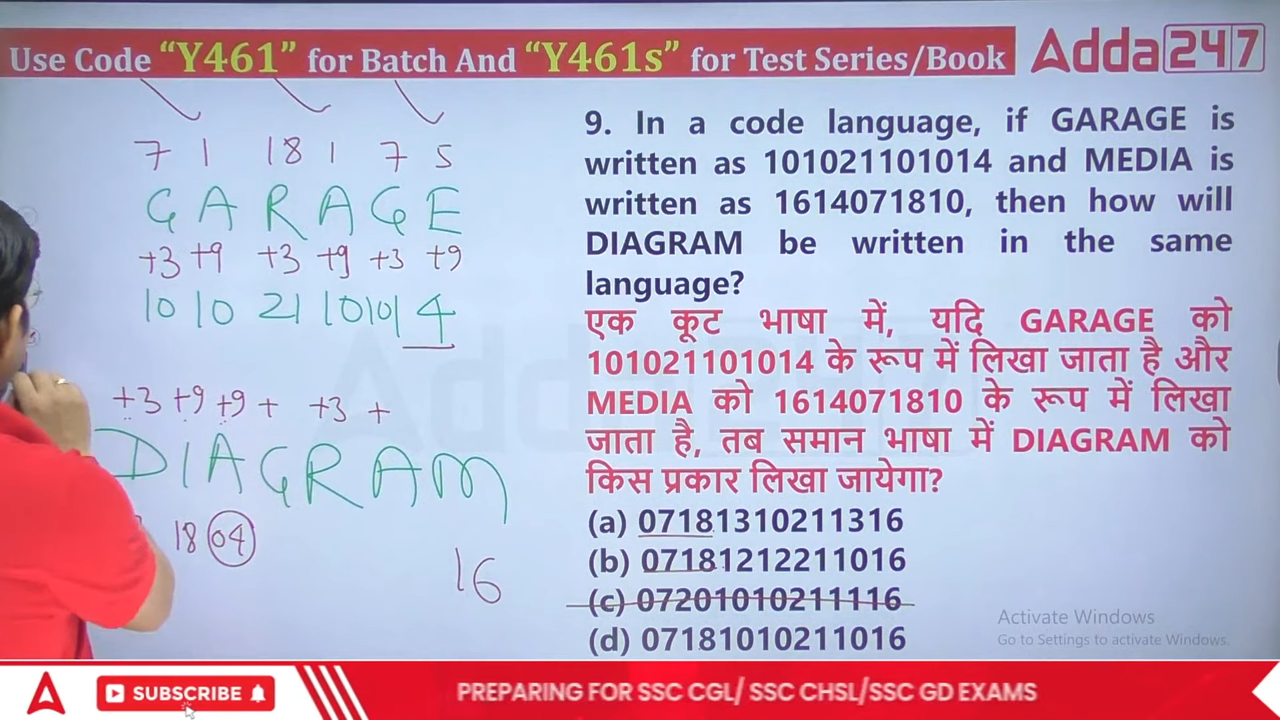 Use Code “Y461” for Batch And “Y461s” for Test Series/Book
Adda247
7 1 18 1 7 5
G A R A G E
+3 +9 +3 +9 +3 +9
10 10 21 10 10 14
+3 +9 +9 + +3 +
DIAGRAM
18 04
16
9. In a code language, if GARAGE is
written as 101021101014 and MEDIA is
written as 1614071810, then how will
DIAGRAM be written in the same
language?
एक कूट भाषा में, यदि GARAGE को
101021101014 के रूप में लिखा जाता है और
MEDIA को 1614071810 के रूप में लिखा
जाता है, तब समान भाषा में DIAGRAM को
किस प्रकार लिखा जायेगा?
(a) 07181310211316
(b) 07181212211016
(c) 07201010211116
(d) 07181010211016
Activate Windows
Go to Settings to activate Windows.
SUBSCRIBE
PREPARING FOR SSC CGL/ SSC CHSL/SSC GD EXAMS